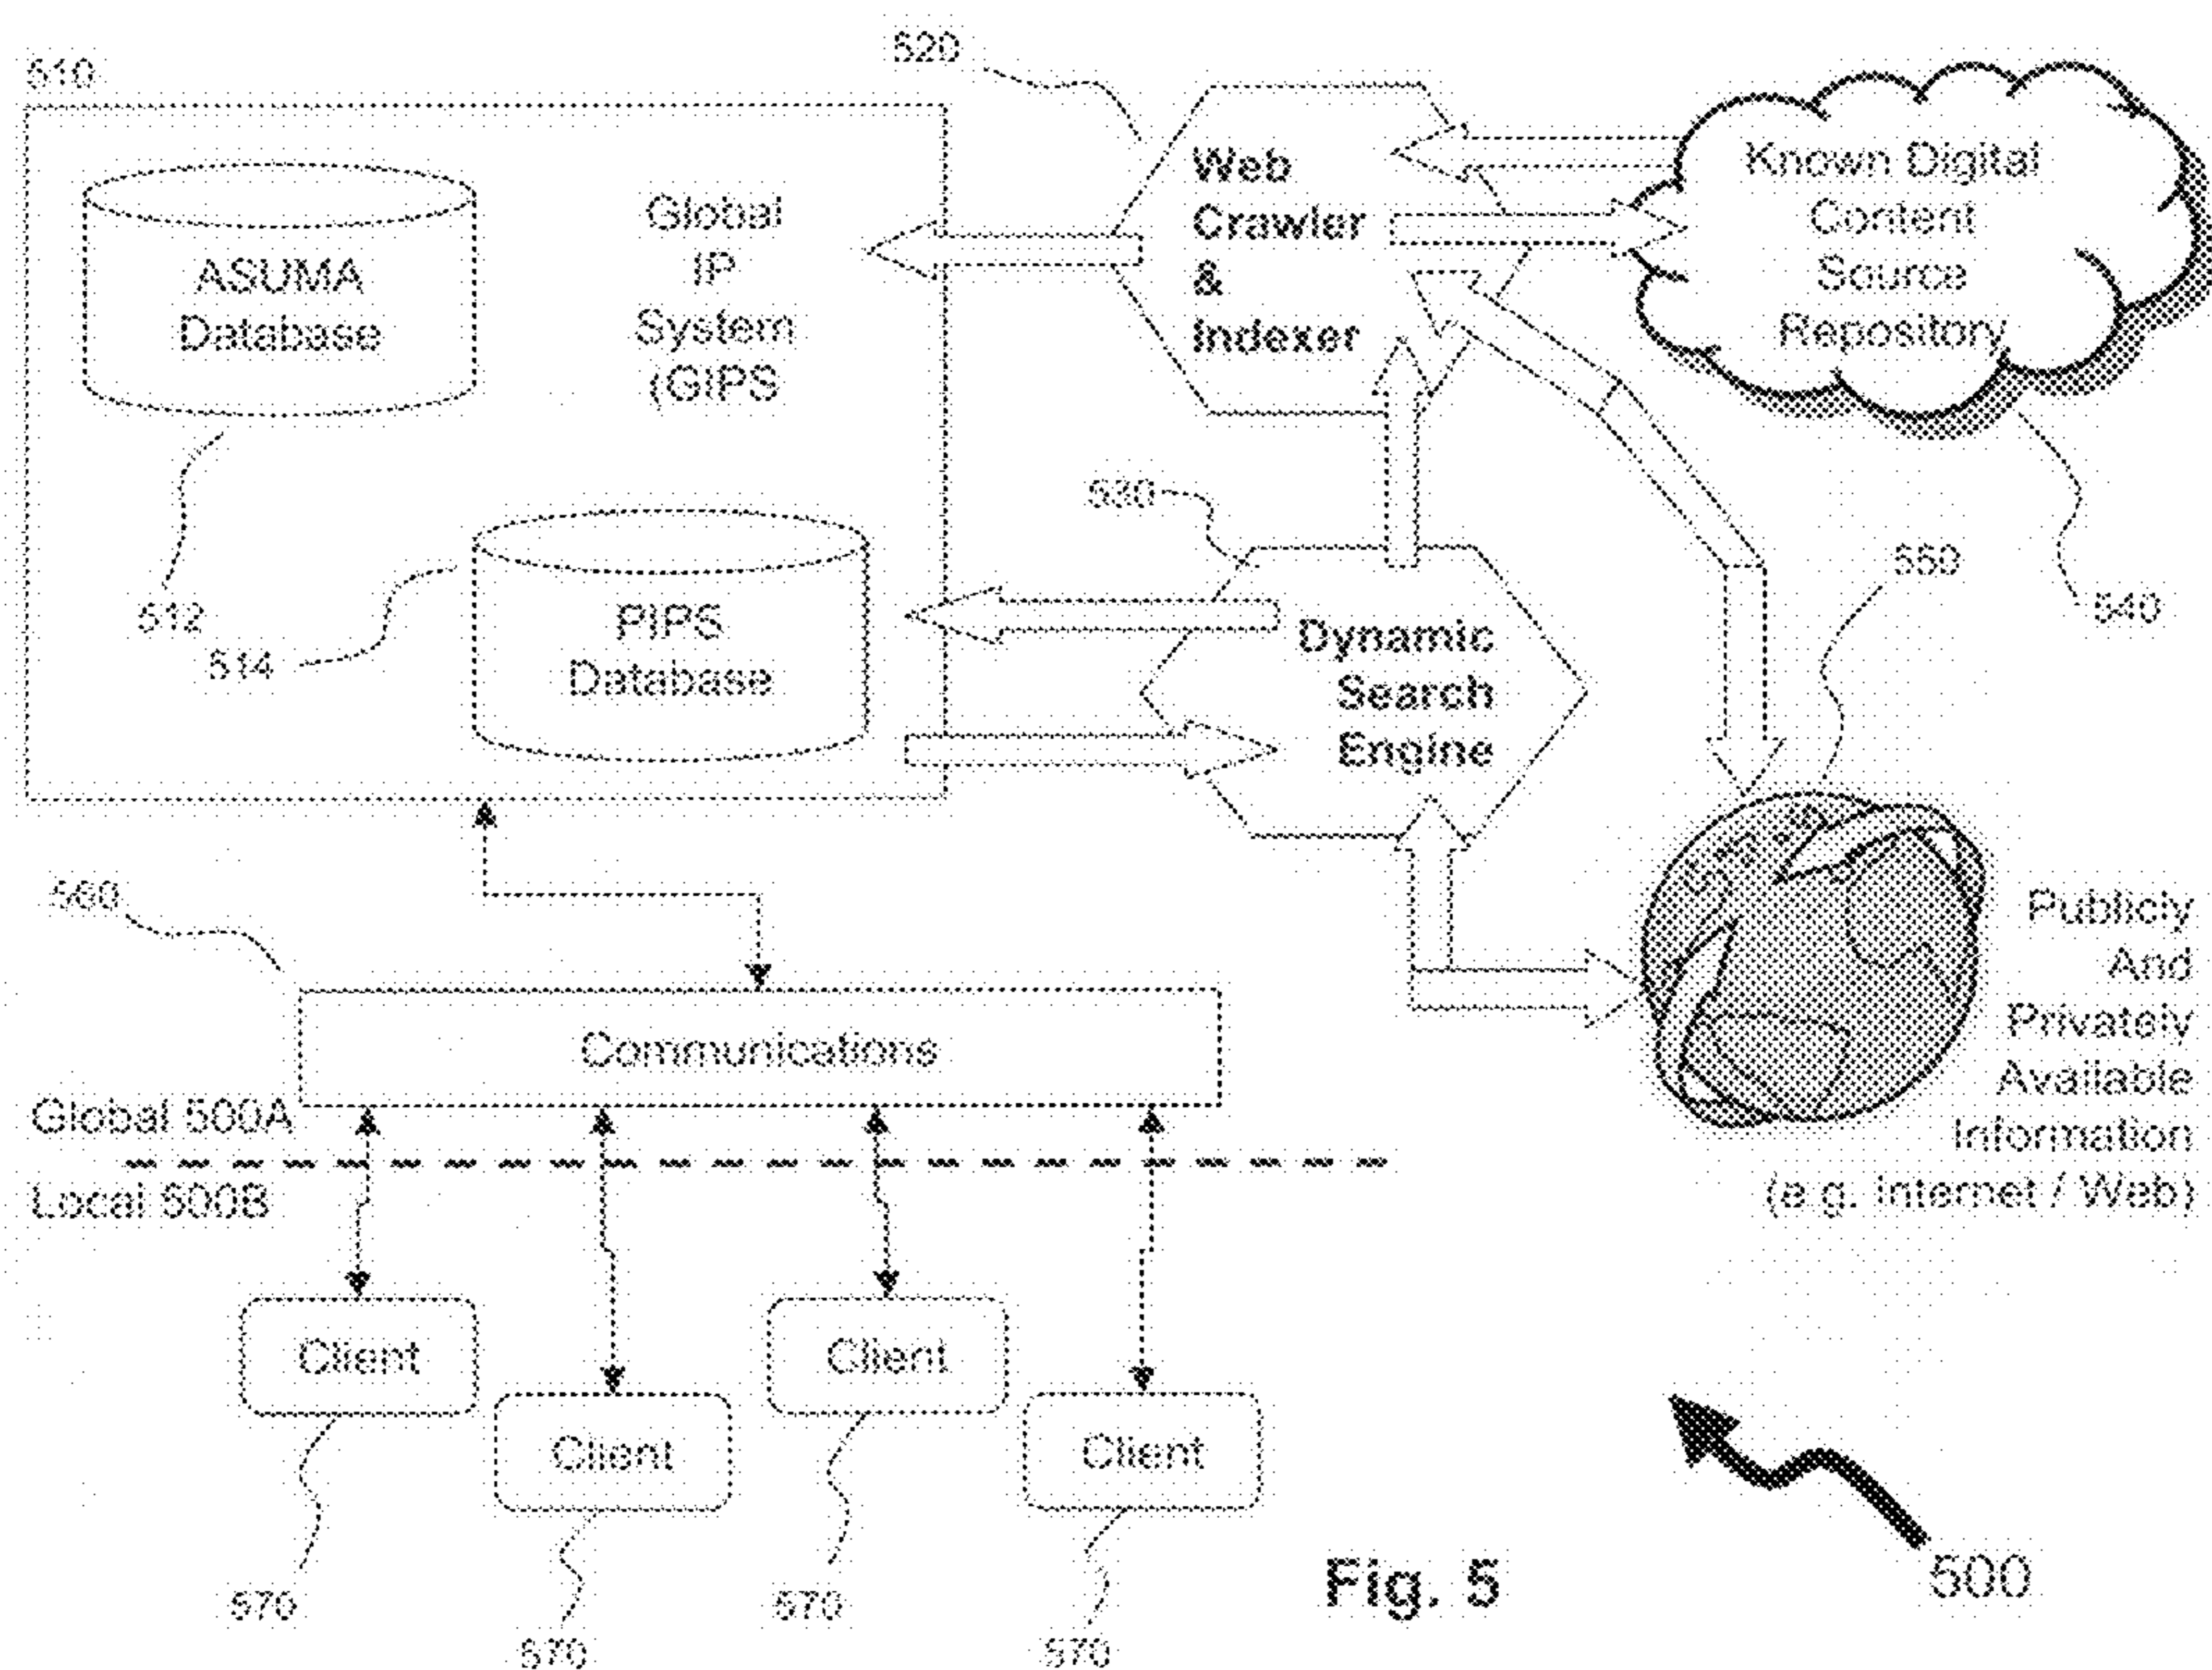 510
520
ASUMA
Database
Global
IP
System
(GIPS
Web
Crawler
&
Indexer
Known Digital
Content
Source
Repository
512
514
PIPS
Database
530
Dynamic
Search
Engine
550
540
560
Communications
Publicly
And
Privately
Available
Information
(e.g. Internet / Web)
Global 500A
Local 500B
Client
Client
Client
Client
570
570
570
570
Fig. 5
500